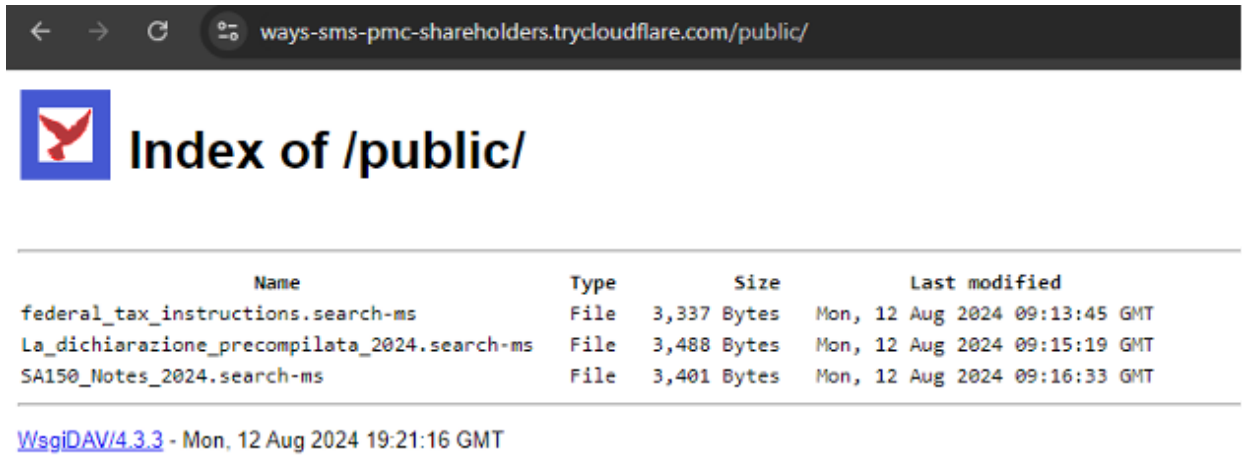 ways-sms-pmc-shareholders.trycloudflare.com/public/
Index of /public/
Name Type Size Last modified
federal_tax_instructions.search-ms File 3,337 Bytes Mon, 12 Aug 2024 09:13:45 GMT
La_dichiarazione_precompilata_2024.search-ms File 3,488 Bytes Mon, 12 Aug 2024 09:15:19 GMT
SA150_Notes_2024.search-ms File 3,401 Bytes Mon, 12 Aug 2024 09:16:33 GMT
WsgiDAV/4.3.3 - Mon, 12 Aug 2024 19:21:16 GMT